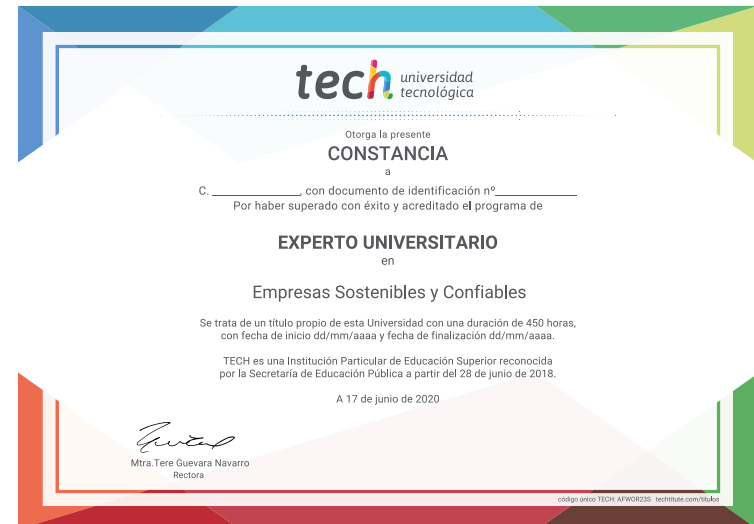 tech universidad
tecnológica
Otorga la presente
CONSTANCIA
a
C. ______________, con documento de identificación nº______________
Por haber superado con éxito y acreditado el programa de
EXPERTO UNIVERSITARIO
en
Empresas Sostenibles y Confiables
Se trata de un título propio de esta Universidad con una duración de 450 horas,
con fecha de inicio dd/mm/aaaa y fecha de finalización dd/mm/aaaa.
TECH es una Institución Particular de Educación Superior reconocida
por la Secretaría de Educación Pública a partir del 28 de junio de 2018.
A 17 de junio de 2020
Mtra.Tere Guevara Navarro
Rectora
código único TECH: AFWOR23S techtitute.com/titulos